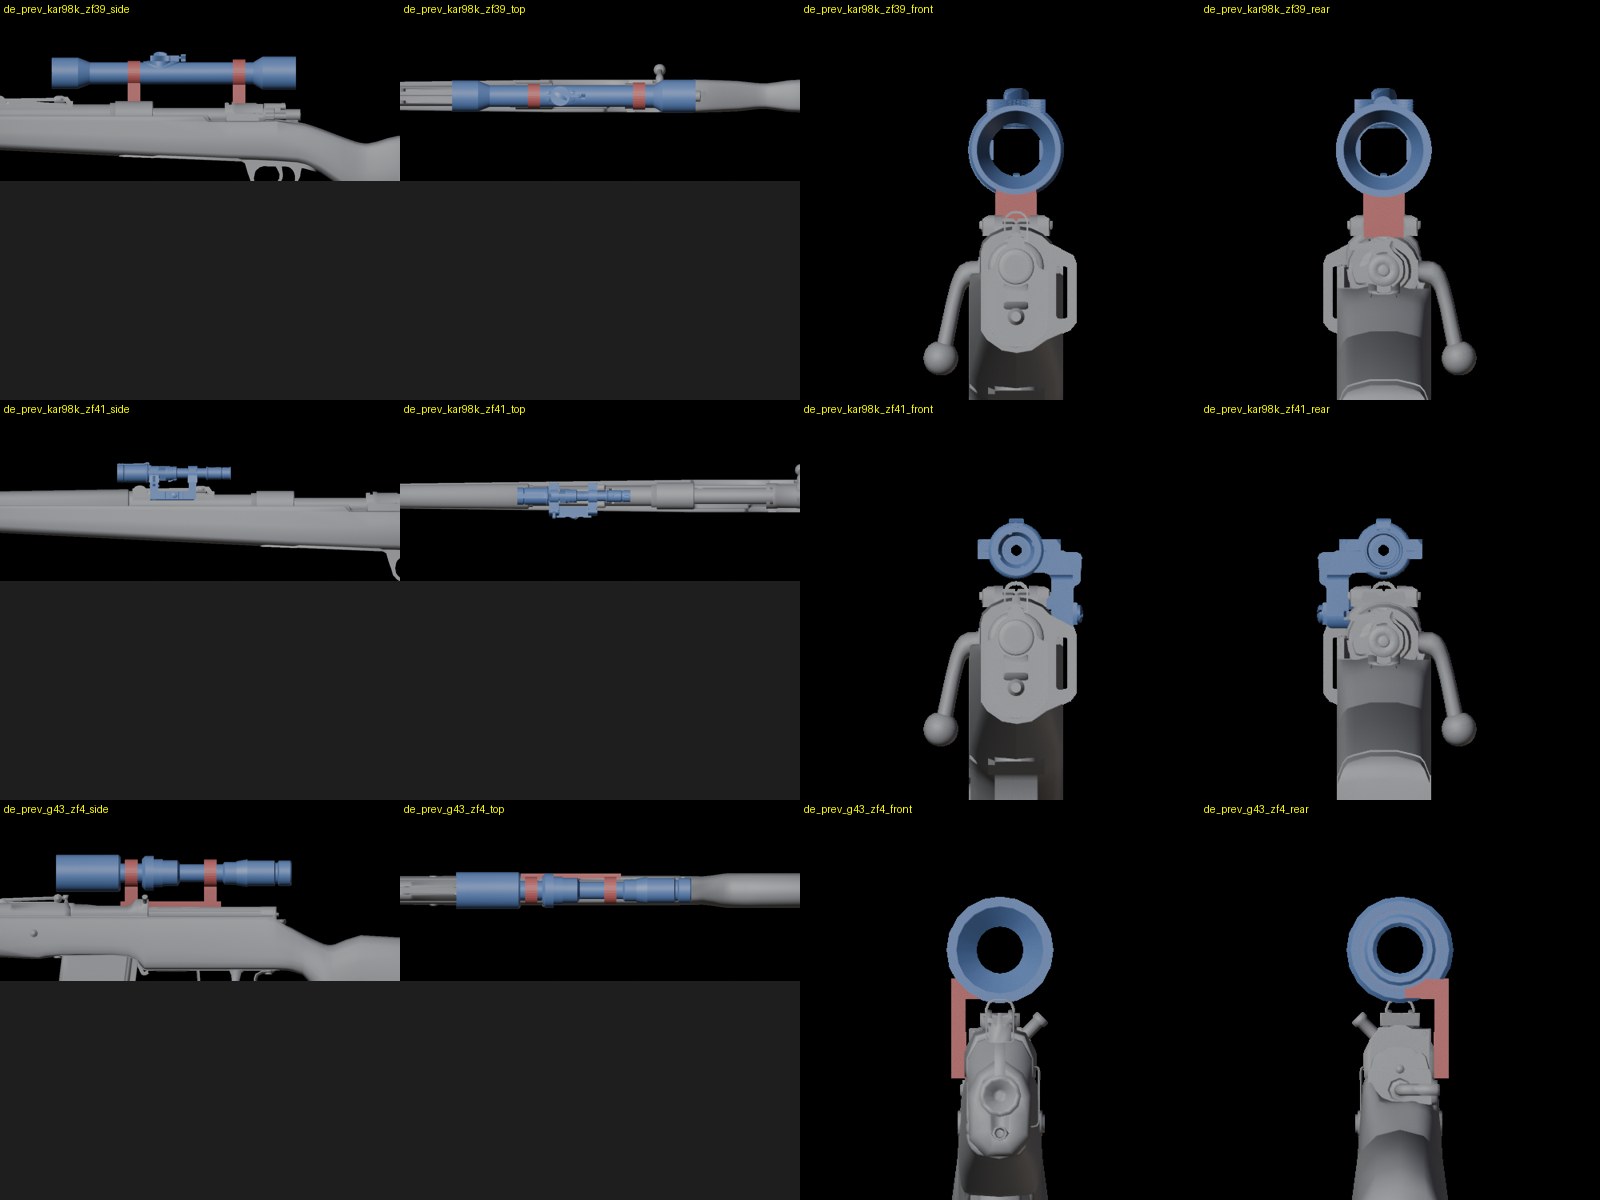 de_prev_kar98k_zf39_side
de_prev_kar98k_zf39_top
de_prev_kar98k_zf39_front
de_prev_kar98k_zf39_rear
de_prev_kar98k_zf41_side
de_prev_kar98k_zf41_top
de_prev_kar98k_zf41_front
de_prev_kar98k_zf41_rear
de_prev_g43_zf4_side
de_prev_g43_zf4_top
de_prev_g43_zf4_front
de_prev_g43_zf4_rear